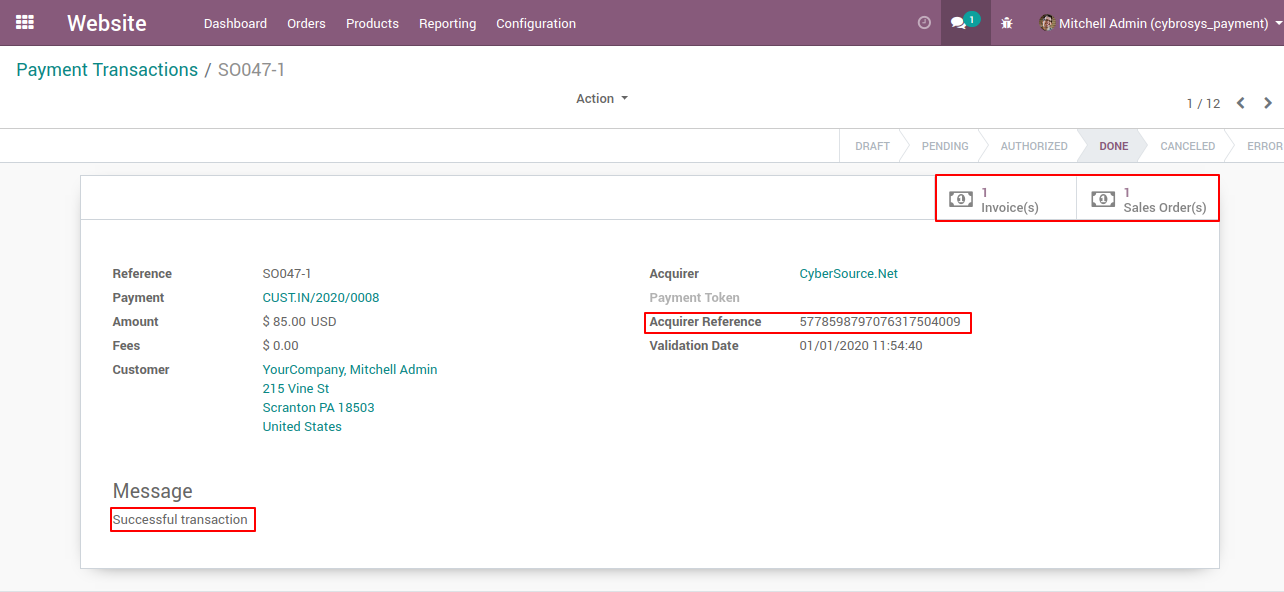 Website Dashboard Orders Products Reporting Configuration 1 Mitchell Admin (cybrosys_payment)
Payment Transactions / SO047-1
Action
1 / 12
DRAFT PENDING AUTHORIZED DONE CANCELED ERROR
1 Invoice(s)
1 Sales Order(s)
Reference SO047-1
Payment CUST.IN/2020/0008
Amount $ 85.00 USD
Fees $ 0.00
Customer YourCompany, Mitchell Admin
215 Vine St
Scranton PA 18503
United States
Acquirer CyberSource.Net
Payment Token
Acquirer Reference 5778598797076317504009
Validation Date 01/01/2020 11:54:40
Message
Successful transaction